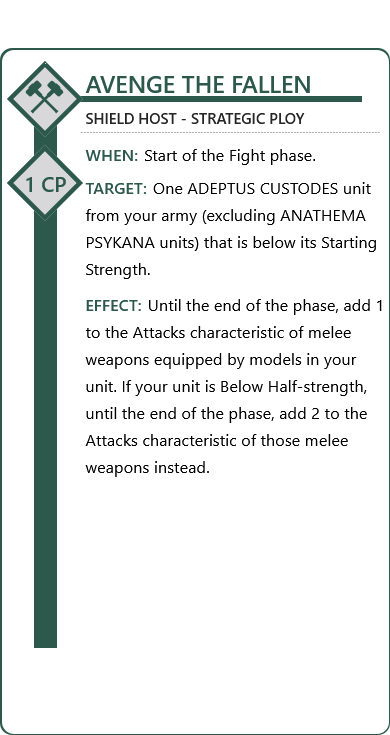 AVENGE THE FALLEN
SHIELD HOST - STRATEGIC PLOY
1 CP
WHEN: Start of the Fight phase.
TARGET: One ADEPTUS CUSTODES unit
from your army (excluding ANATHEMA
PSYKANA units) that is below its Starting
Strength.
EFFECT: Until the end of the phase, add 1
to the Attacks characteristic of melee
weapons equipped by models in your
unit. If your unit is Below Half-strength,
until the end of the phase, add 2 to the
Attacks characteristic of those melee
weapons instead.